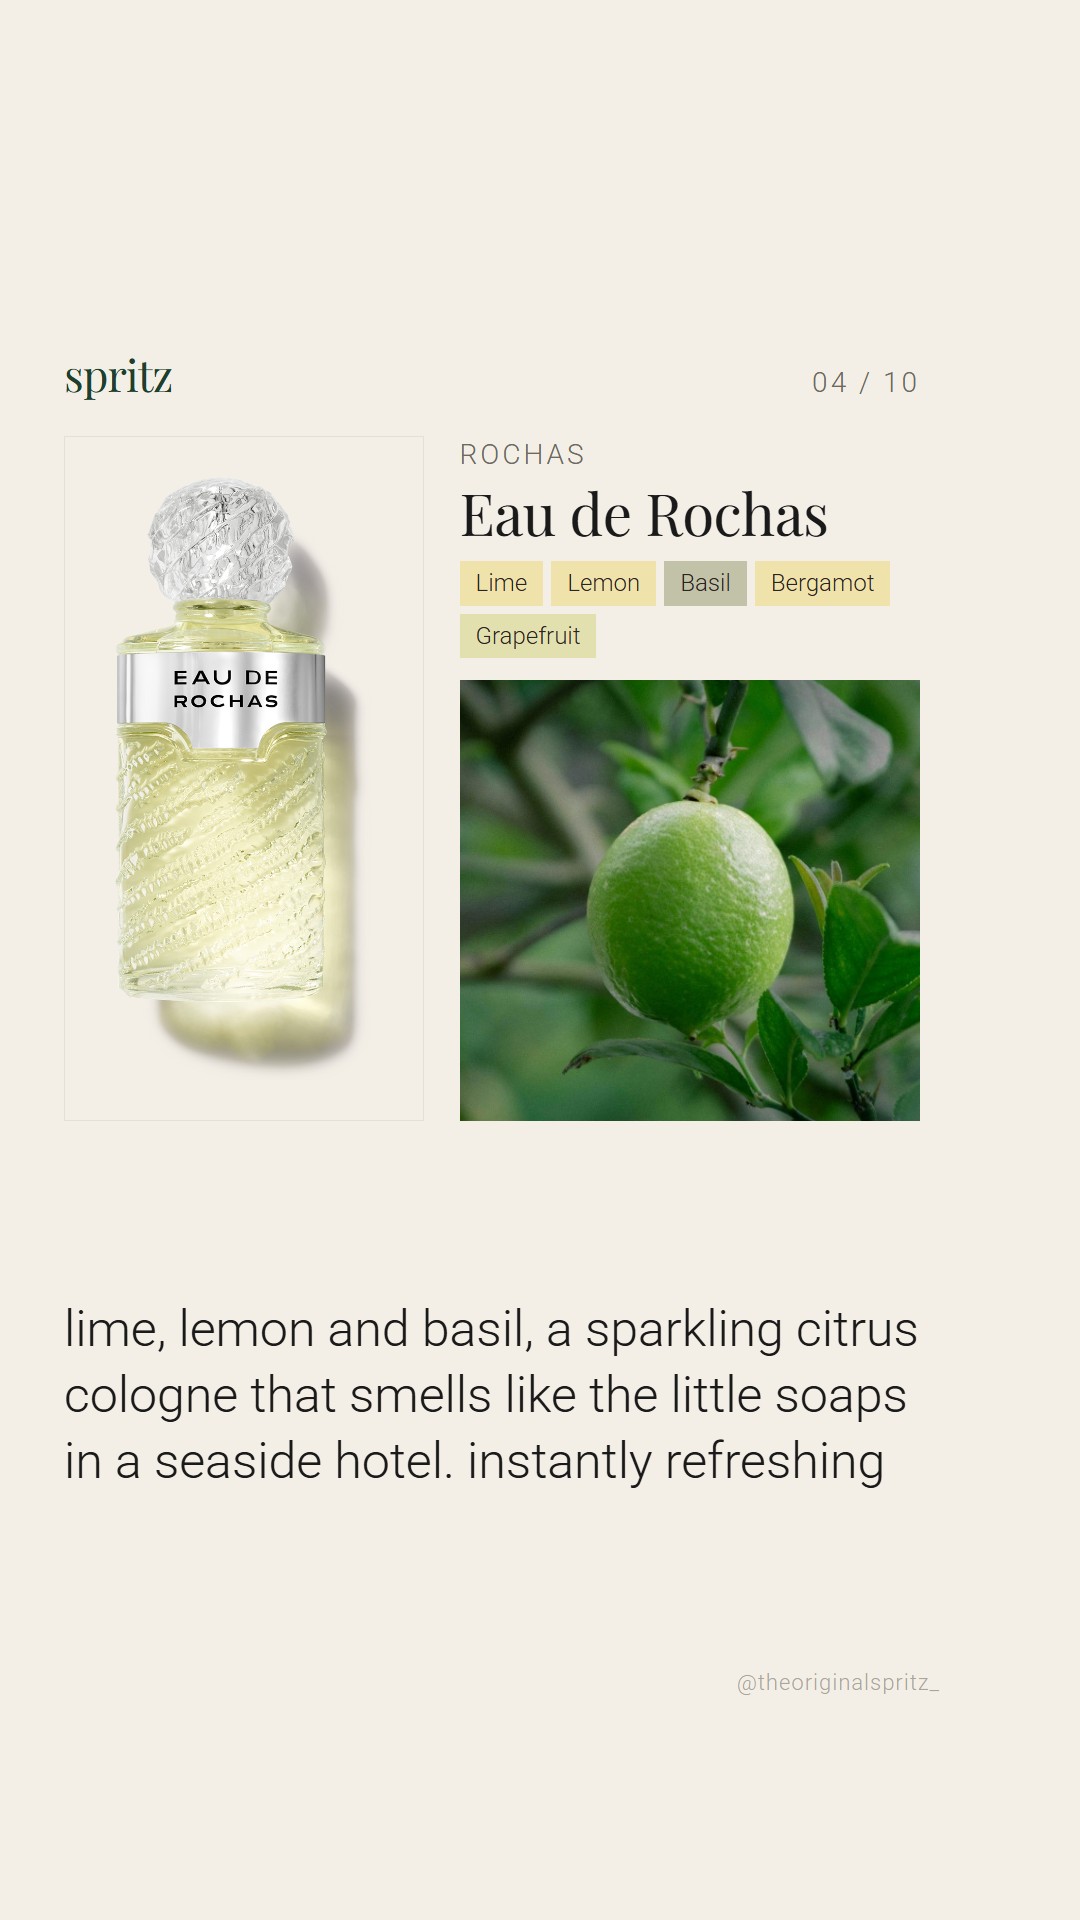 spritz
04 / 10
ROCHAS
Eau de Rochas
Lime
Lemon
Basil
Bergamot
Grapefruit
EAU DE
ROCHAS
lime, lemon and basil, a sparkling citrus
cologne that smells like the little soaps
in a seaside hotel. instantly refreshing
@theoriginalspritz_